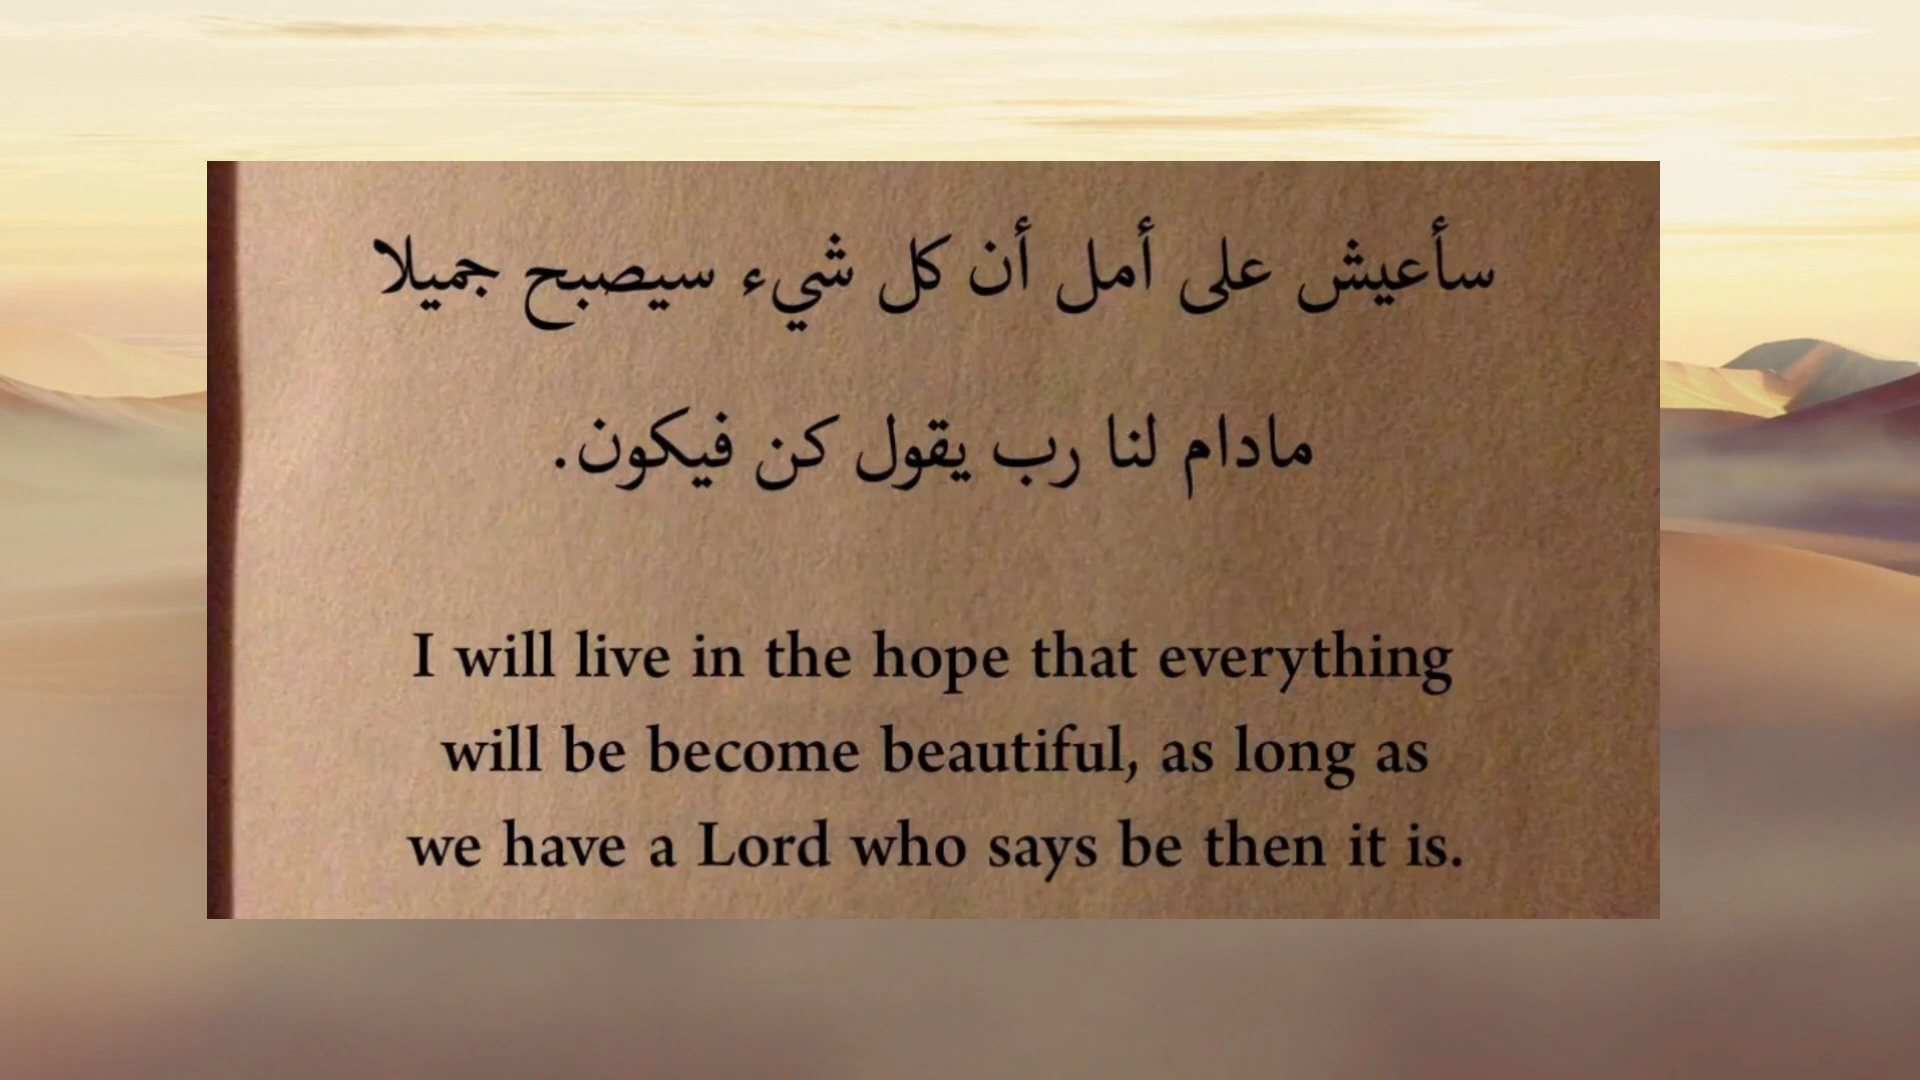 سأعيش على أمل أن كل شيء سيصبح جميلا
مادام لنا رب يقول كن فيكون.
I will live in the hope that everything
will be become beautiful, as long as
we have a Lord who says be then it is.